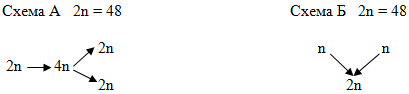 Схема А 2n = 48
2n
2n 4n
2n
Схема Б 2n = 48
n n
2n